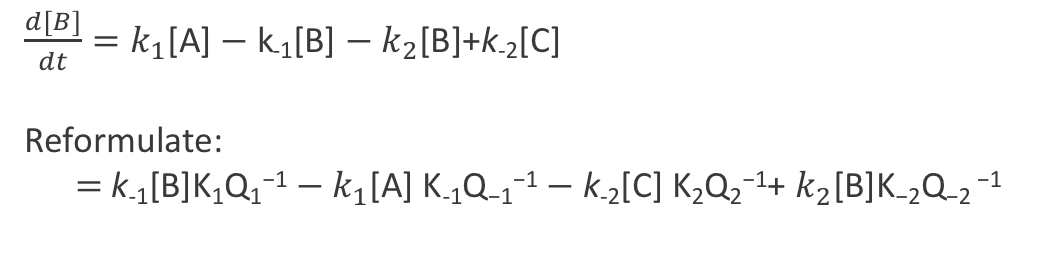 d[B]/dt = k₁[A] − k₋₁[B] − k₂[B]+k₋₂[C]
Reformulate:
= k₋₁[B]K₁Q₁⁻¹ − k₁[A] K₋₁Q₋₁⁻¹ − k₋₂[C] K₂Q₂⁻¹+ k₂[B]K₋₂Q₋₂⁻¹